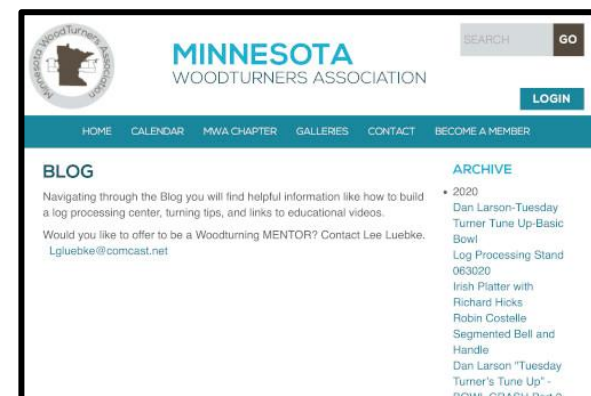 Minnesota WoodTurners Association
MINNESOTA
WOODTURNERS ASSOCIATION
SEARCH
GO
LOGIN
HOME CALENDAR MWA CHAPTER GALLERIES CONTACT BECOME A MEMBER
BLOG
Navigating through the Blog you will find helpful information like how to build
a log processing center, turning tips, and links to educational videos.
Would you like to offer to be a Woodturning MENTOR? Contact Lee Luebke.
Lgluebke@comcast.net
ARCHIVE
• 2020
Dan Larson-Tuesday
Turner Tune Up-Basic
Bowl
Log Processing Stand
063020
Irish Platter with
Richard Hicks
Robin Costelle
Segmented Bell and
Handle
Dan Larson "Tuesday
Turner's Tune Up" -